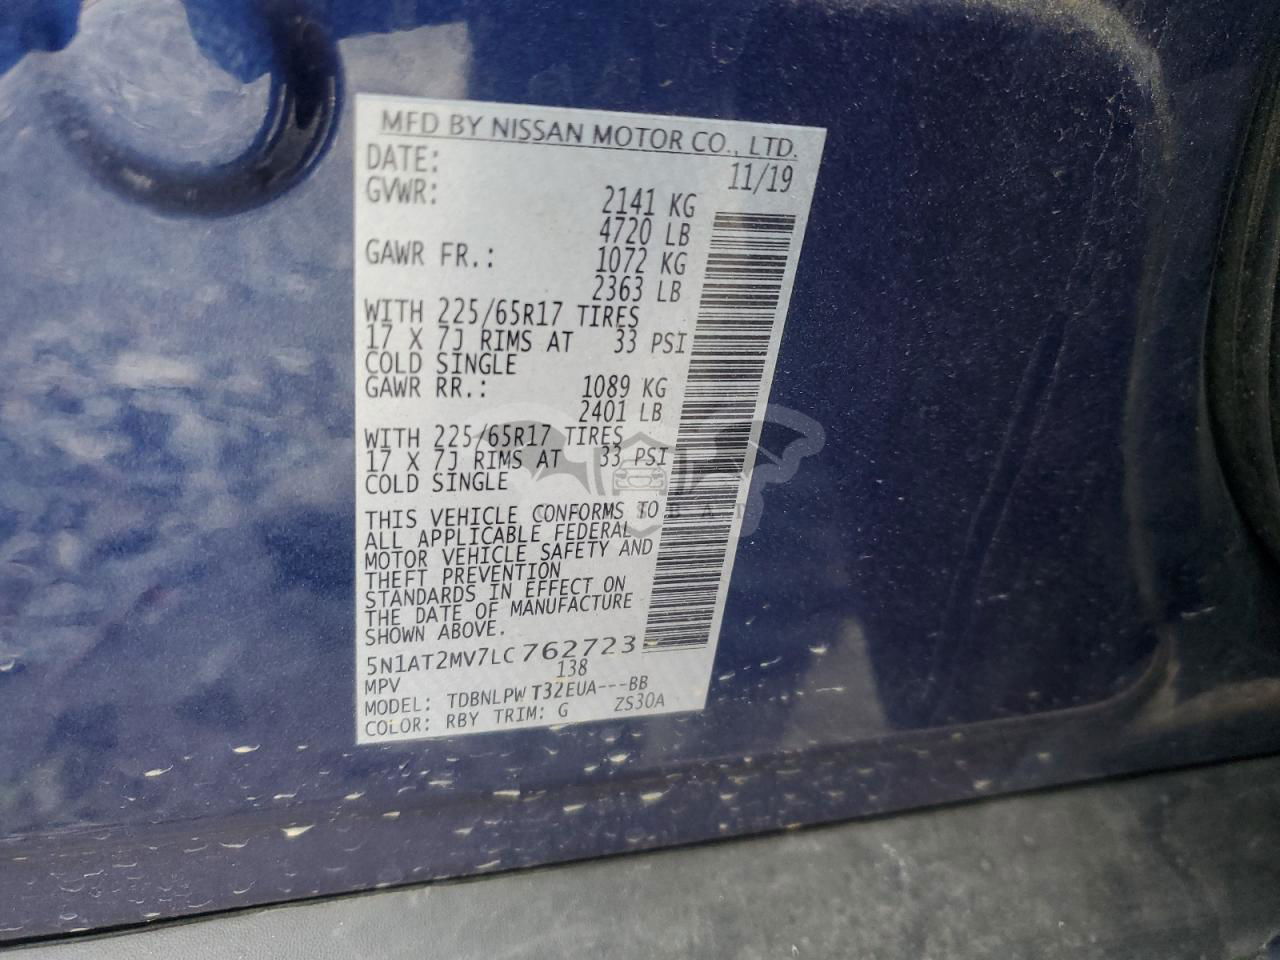 MFD BY NISSAN MOTOR CO., LTD.
DATE: 11/19
GVWR: 2141 KG
4720 LB
GAWR FR.: 1072 KG
2363 LB
WITH 225/65R17 TIRES
17 X 7J RIMS AT 33 PSI
COLD SINGLE
GAWR RR.: 1089 KG
2401 LB
WITH 225/65R17 TIRES
17 X 7J RIMS AT 33 PSI
COLD SINGLE
THIS VEHICLE CONFORMS TO
ALL APPLICABLE FEDERAL
MOTOR VEHICLE SAFETY AND
THEFT PREVENTION
STANDARDS IN EFFECT ON
THE DATE OF MANUFACTURE
SHOWN ABOVE.
5N1AT2MV7LC762723
MPV 138
MODEL: TDBNLPW T32EUA---BB
COLOR: RBY TRIM: G ZS30A